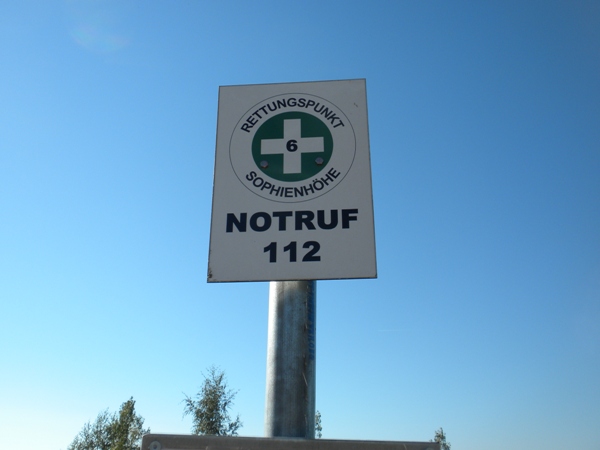 RETTUNGSPUNKT
6
SOPHIENHÖHE
NOTRUF
112